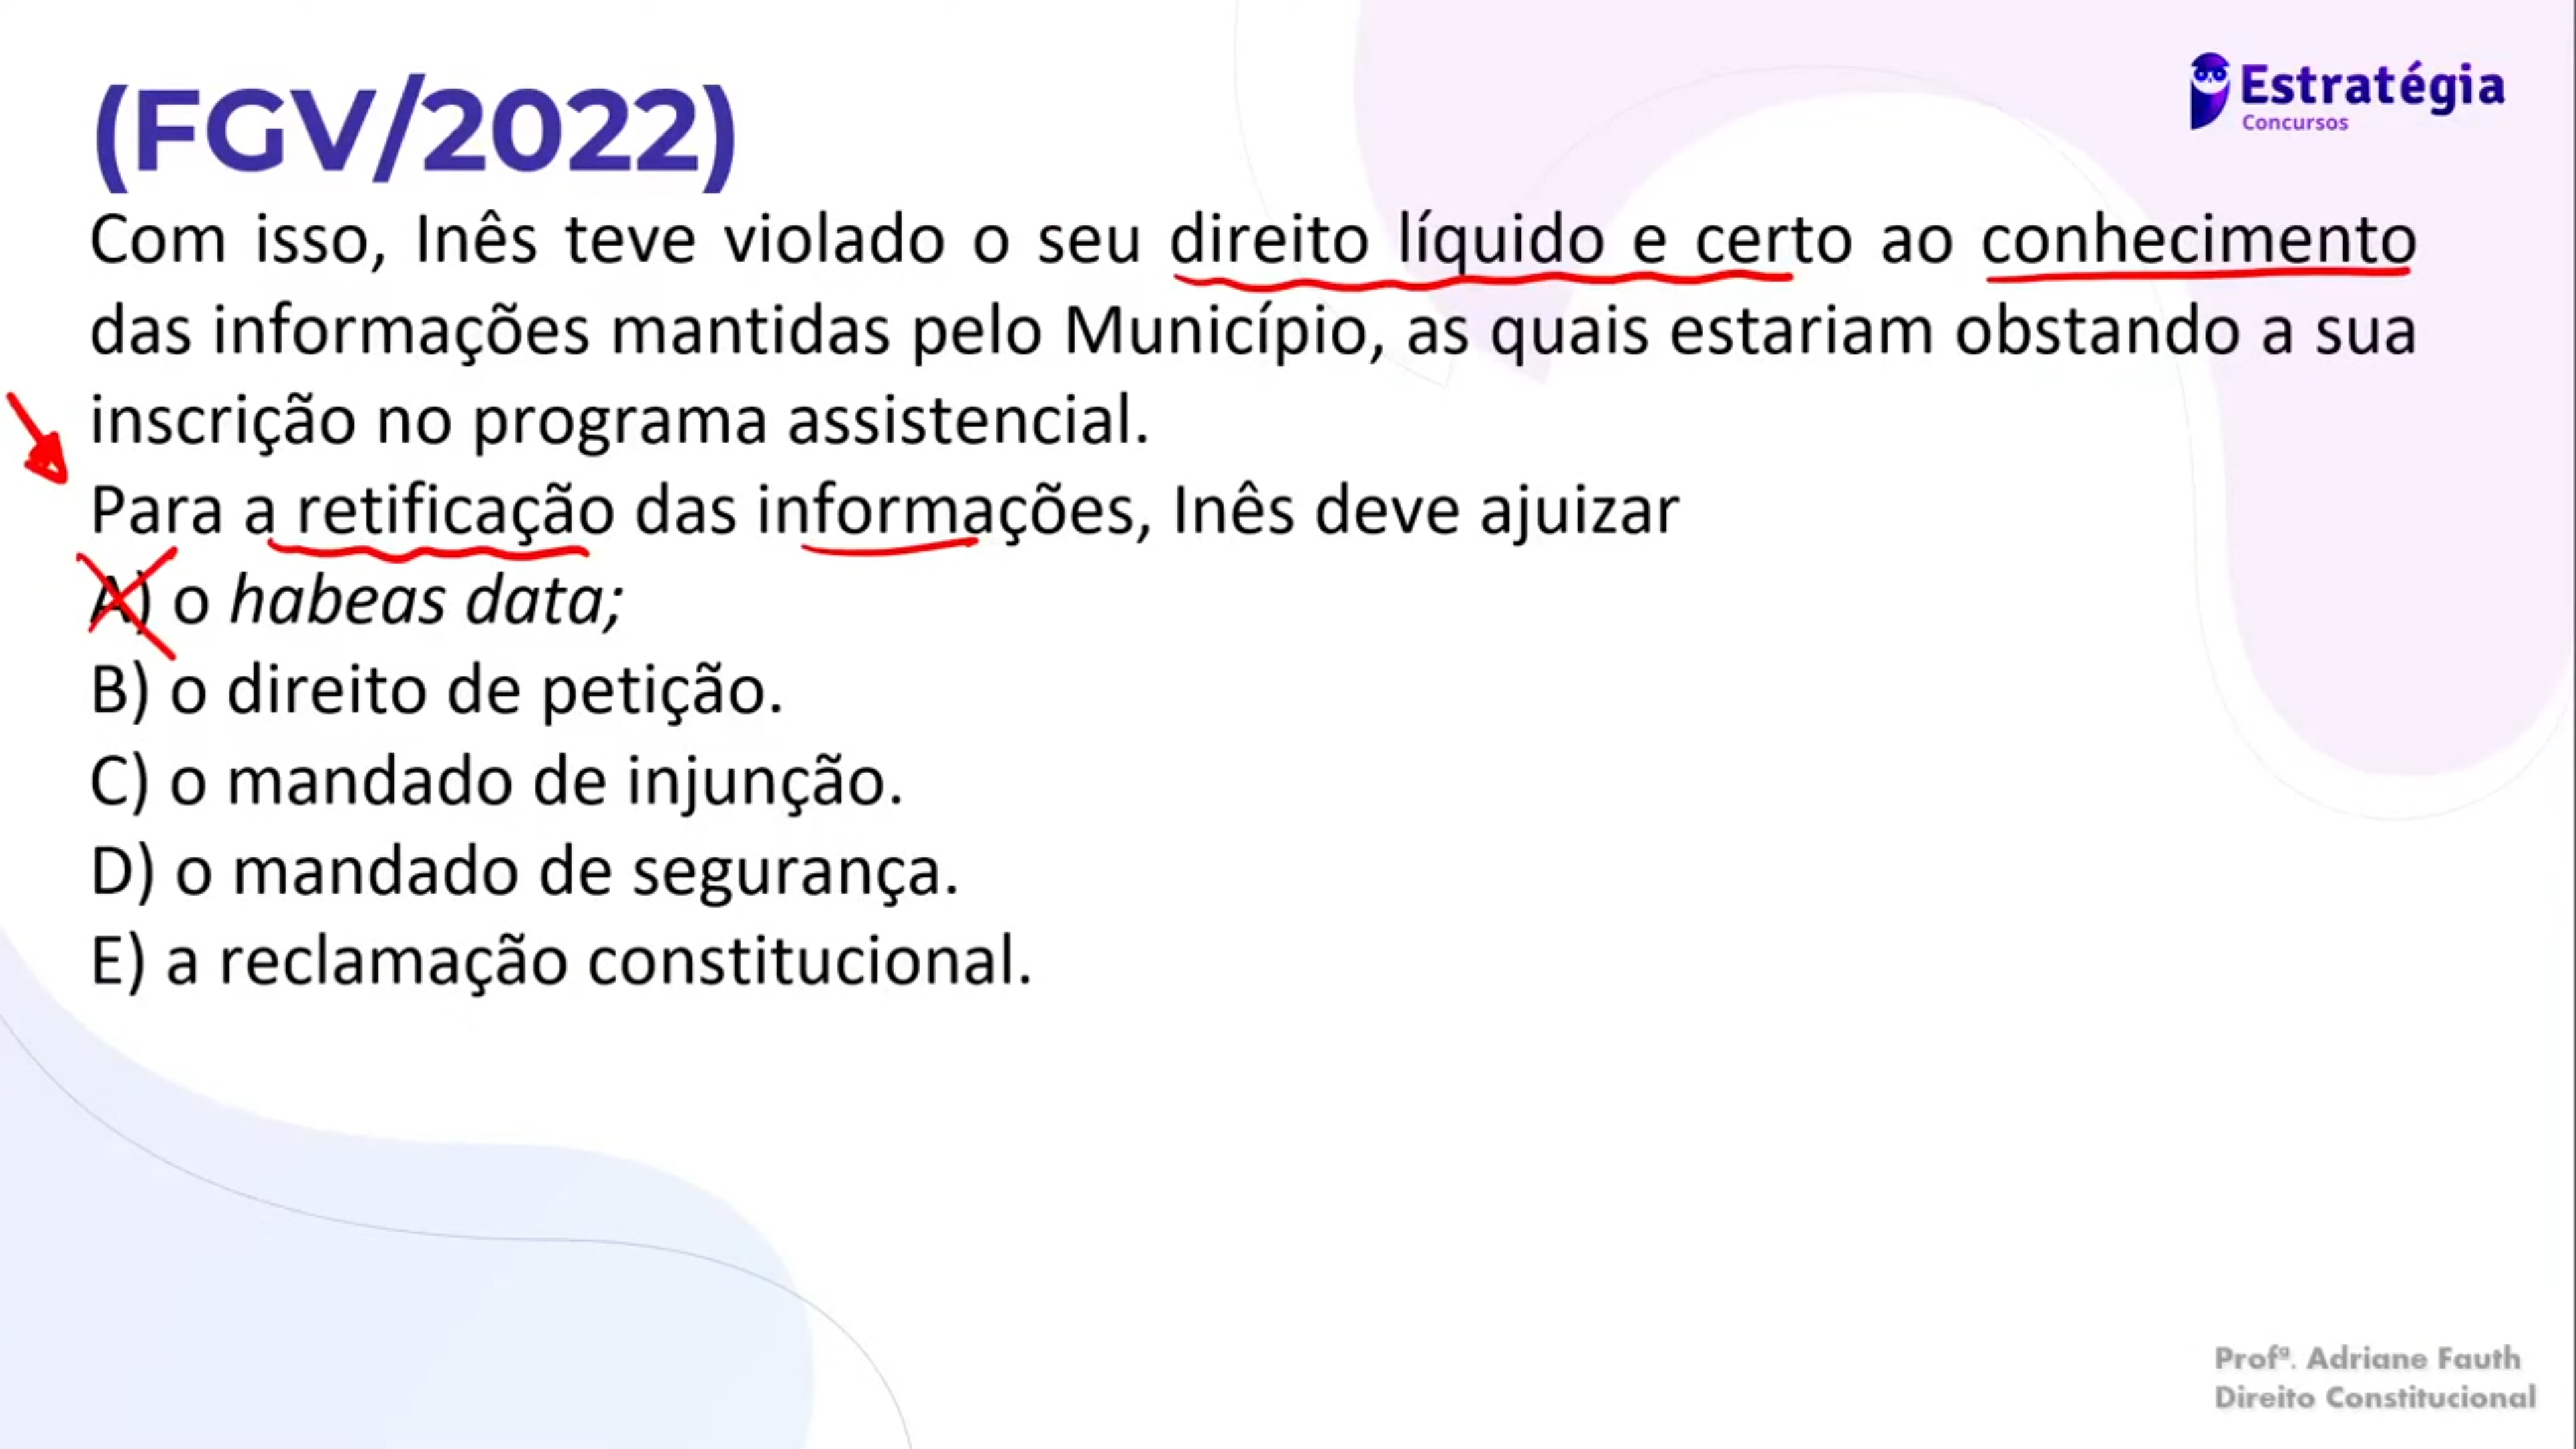 (FGV/2022)
Estratégia
Concursos
Com isso, Inês teve violado o seu direito líquido e certo ao conhecimento
das informações mantidas pelo Município, as quais estariam obstando a sua
inscrição no programa assistencial.
Para a retificação das informações, Inês deve ajuizar
A) o habeas data;
B) o direito de petição.
C) o mandado de injunção.
D) o mandado de segurança.
E) a reclamação constitucional.
Profª. Adriane Fauth
Direito Constitucional